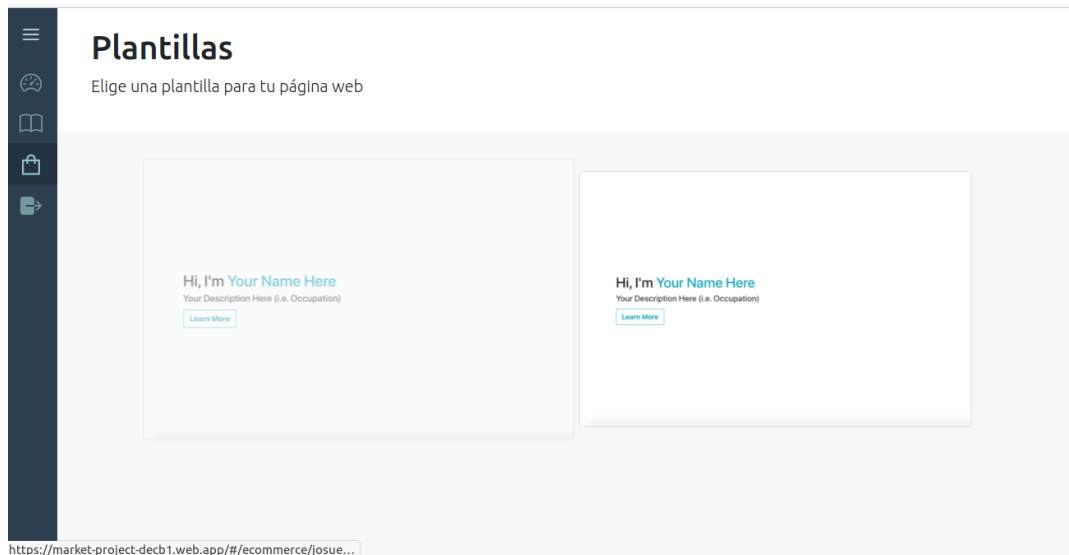 Plantillas
Elige una plantilla para tu página web
Hi, I'm Your Name Here
Your Description Here (i.e. Occupation)
Learn More
Hi, I'm Your Name Here
Your Description Here (i.e. Occupation)
Learn More
https://market-project-decb1.web.app/#/ecommerce/josue...